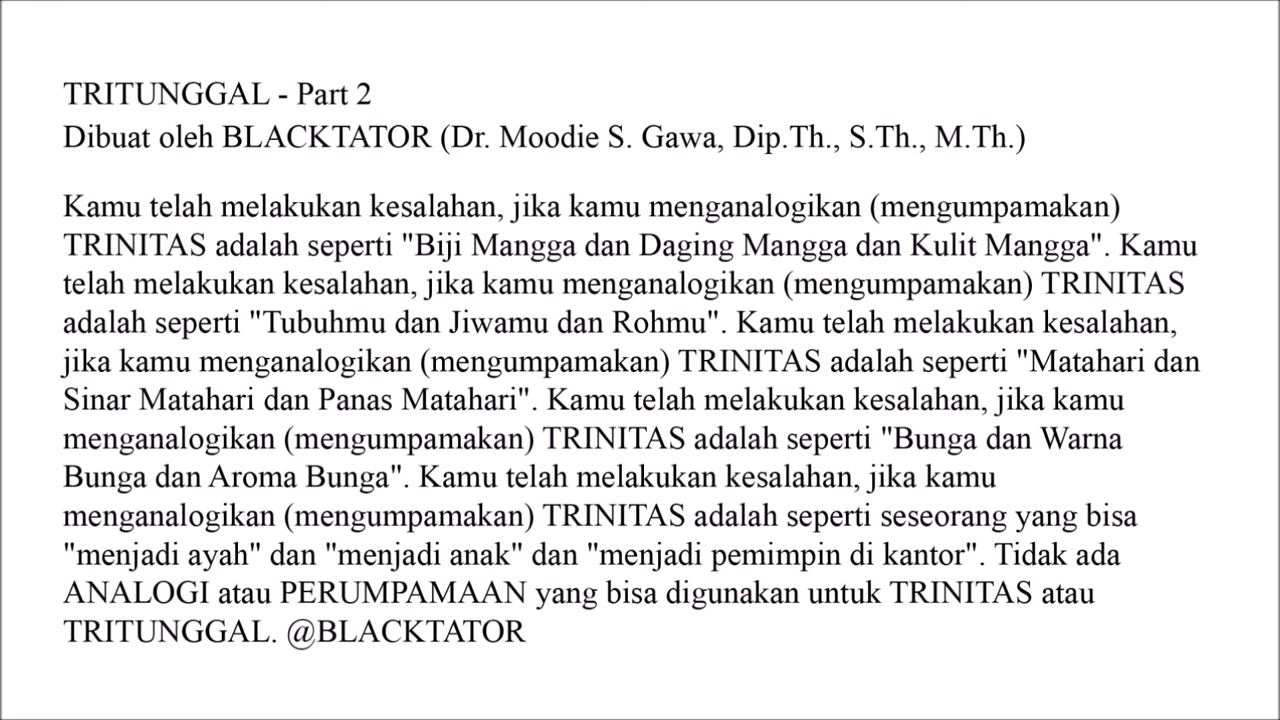 TRITUNGGAL - Part 2
Dibuat oleh BLACKTATOR (Dr. Moodie S. Gawa, Dip.Th., S.Th., M.Th.)
Kamu telah melakukan kesalahan, jika kamu menganalogikan (mengumpamakan)
TRINITAS adalah seperti "Biji Mangga dan Daging Mangga dan Kulit Mangga". Kamu
telah melakukan kesalahan, jika kamu menganalogikan (mengumpamakan) TRINITAS
adalah seperti "Tubuhmu dan Jiwamu dan Rohmu". Kamu telah melakukan kesalahan,
jika kamu menganalogikan (mengumpamakan) TRINITAS adalah seperti "Matahari dan
Sinar Matahari dan Panas Matahari". Kamu telah melakukan kesalahan, jika kamu
menganalogikan (mengumpamakan) TRINITAS adalah seperti "Bunga dan Warna
Bunga dan Aroma Bunga". Kamu telah melakukan kesalahan, jika kamu
menganalogikan (mengumpamakan) TRINITAS adalah seperti seseorang yang bisa
"menjadi ayah" dan "menjadi anak" dan "menjadi pemimpin di kantor". Tidak ada
ANALOGI atau PERUMPAMAAN yang bisa digunakan untuk TRINITAS atau
TRITUNGGAL. @BLACKTATOR